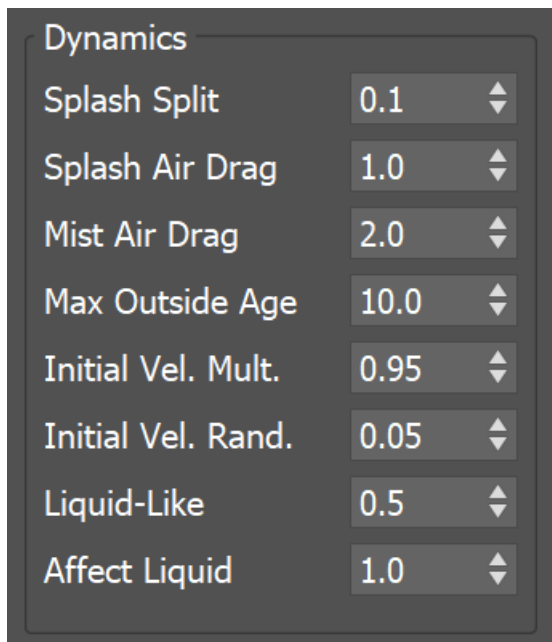 Dynamics
Splash Split 0.1
Splash Air Drag 1.0
Mist Air Drag 2.0
Max Outside Age 10.0
Initial Vel. Mult. 0.95
Initial Vel. Rand. 0.05
Liquid-Like 0.5
Affect Liquid 1.0